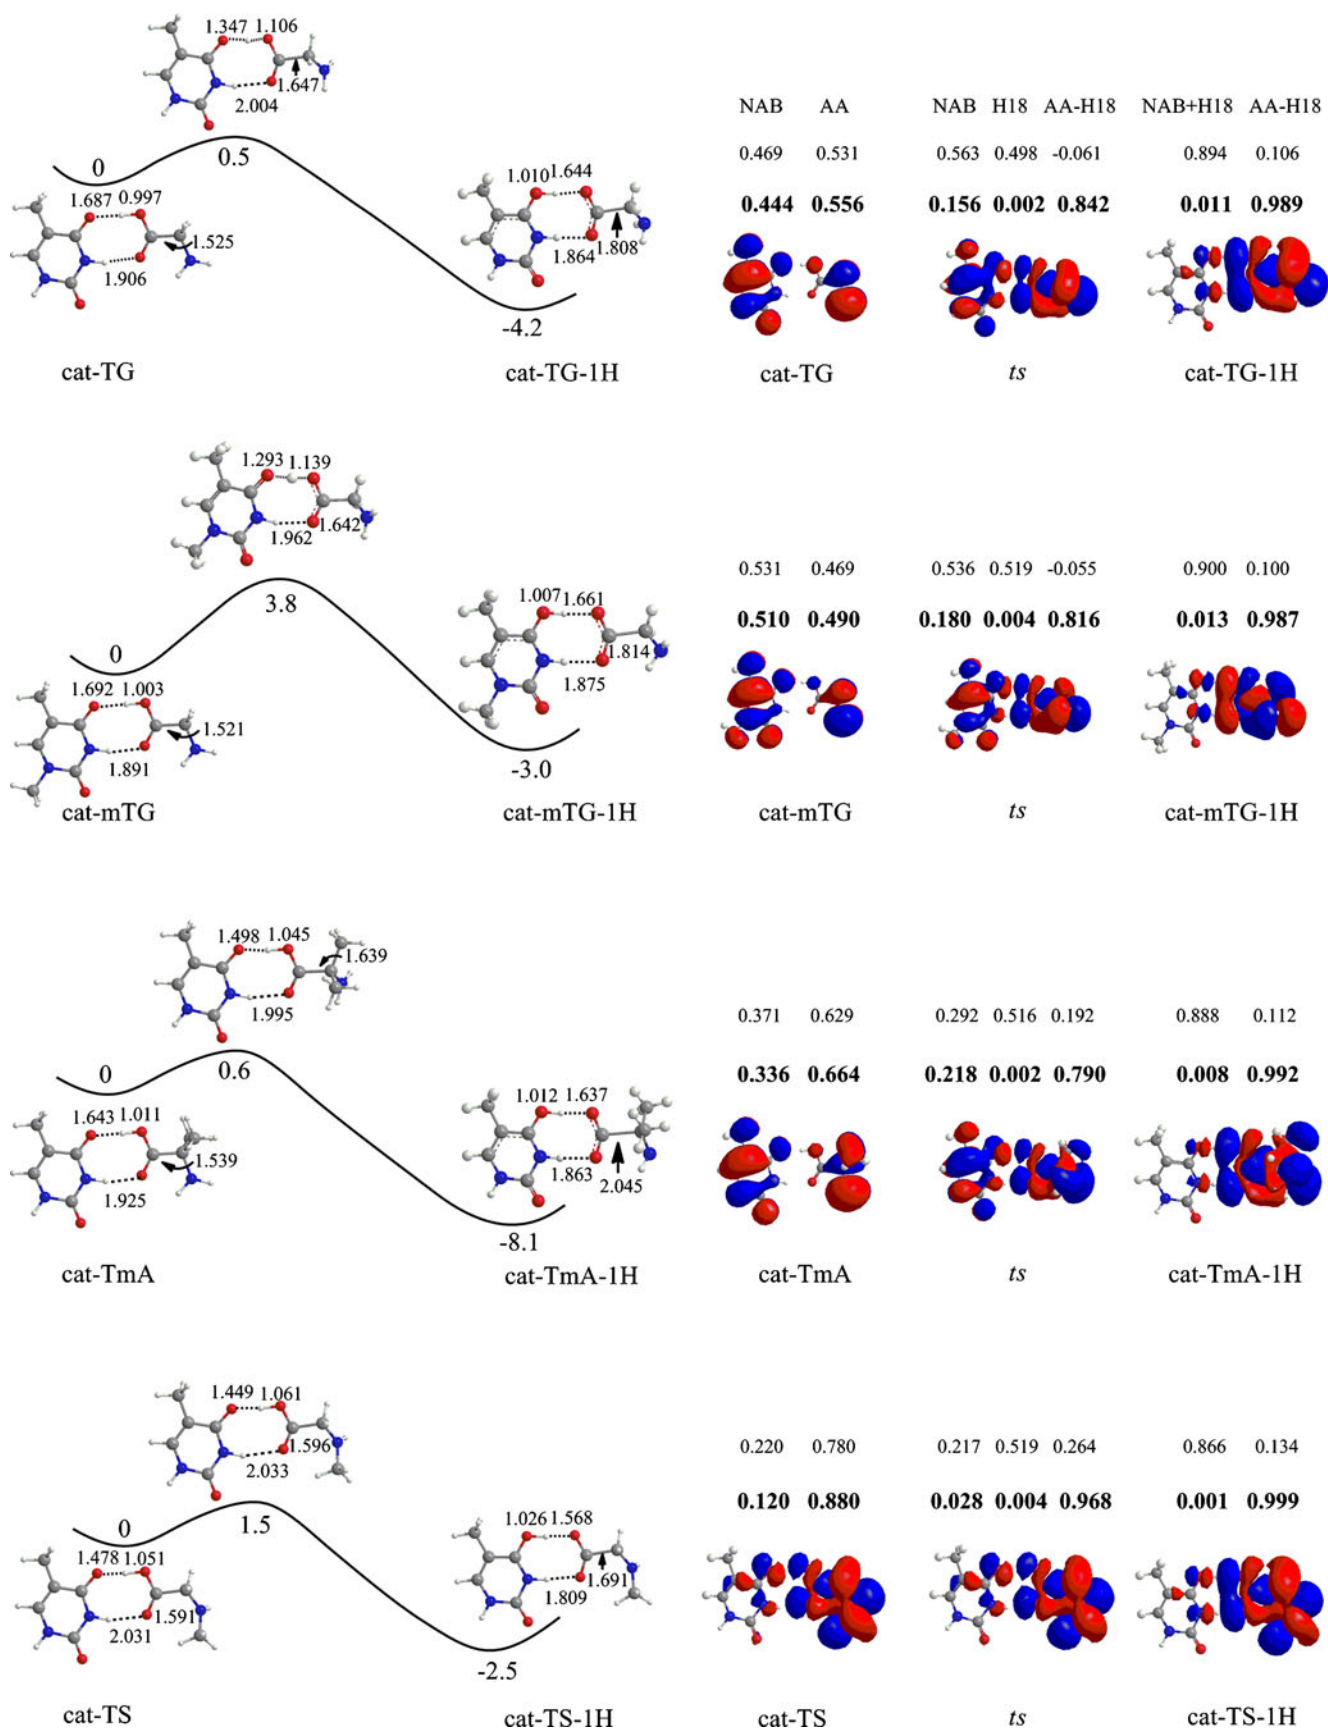 1.347 1.106
1.647
2.004
0
0.5
1.687 0.997
1.525
1.906
1.010 1.644
1.864 1.808
-4.2
cat-TG
cat-TG-1H
NAB AA NAB H18 AA-H18 NAB+H18 AA-H18
0.469 0.531 0.563 0.498 -0.061 0.894 0.106
0.444 0.556 0.156 0.002 0.842 0.011 0.989
cat-TG ts cat-TG-1H
1.293 1.139
1.962 1.642
0
3.8
1.692 1.003
1.521
1.891
1.007 1.661
1.814
1.875
-3.0
cat-mTG
cat-mTG-1H
0.531 0.469 0.536 0.519 -0.055 0.900 0.100
0.510 0.490 0.180 0.004 0.816 0.013 0.987
cat-mTG ts cat-mTG-1H
1.498 1.045
1.639
1.995
0
0.6
1.643 1.011
1.539
1.925
1.012 1.637
1.863 2.045
-8.1
cat-TmA
cat-TmA-1H
0.371 0.629 0.292 0.516 0.192 0.888 0.112
0.336 0.664 0.218 0.002 0.790 0.008 0.992
cat-TmA ts cat-TmA-1H
1.449 1.061
1.596
2.033
0
1.5
1.478 1.051
1.591
2.031
1.026 1.568
1.691
1.809
-2.5
cat-TS
cat-TS-1H
0.220 0.780 0.217 0.519 0.264 0.866 0.134
0.120 0.880 0.028 0.004 0.968 0.001 0.999
cat-TS ts cat-TS-1H